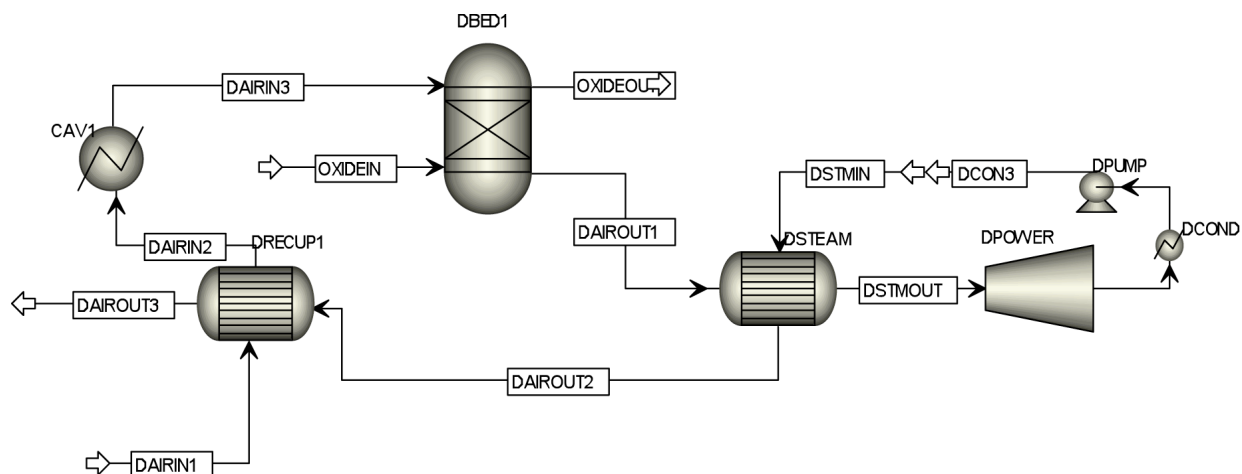 DBED1
DAIRIN3
OXIDEOU
CAV1
OXIDEIN
DSTMIN
DCON3
DPUMP
DAIRIN2
DRECUP1
DAIROUT1
DSTEAM
DPOWER
DCOND
DAIROUT3
DSTMOUT
DAIROUT2
DAIRIN1